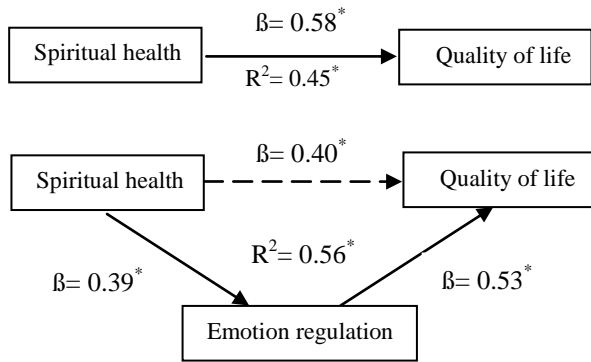 ß= 0.58*
Spiritual health
Quality of life
R²= 0.45*
ß= 0.40*
Spiritual health
Quality of life
R²= 0.56*
ß= 0.39*
ß= 0.53*
Emotion regulation